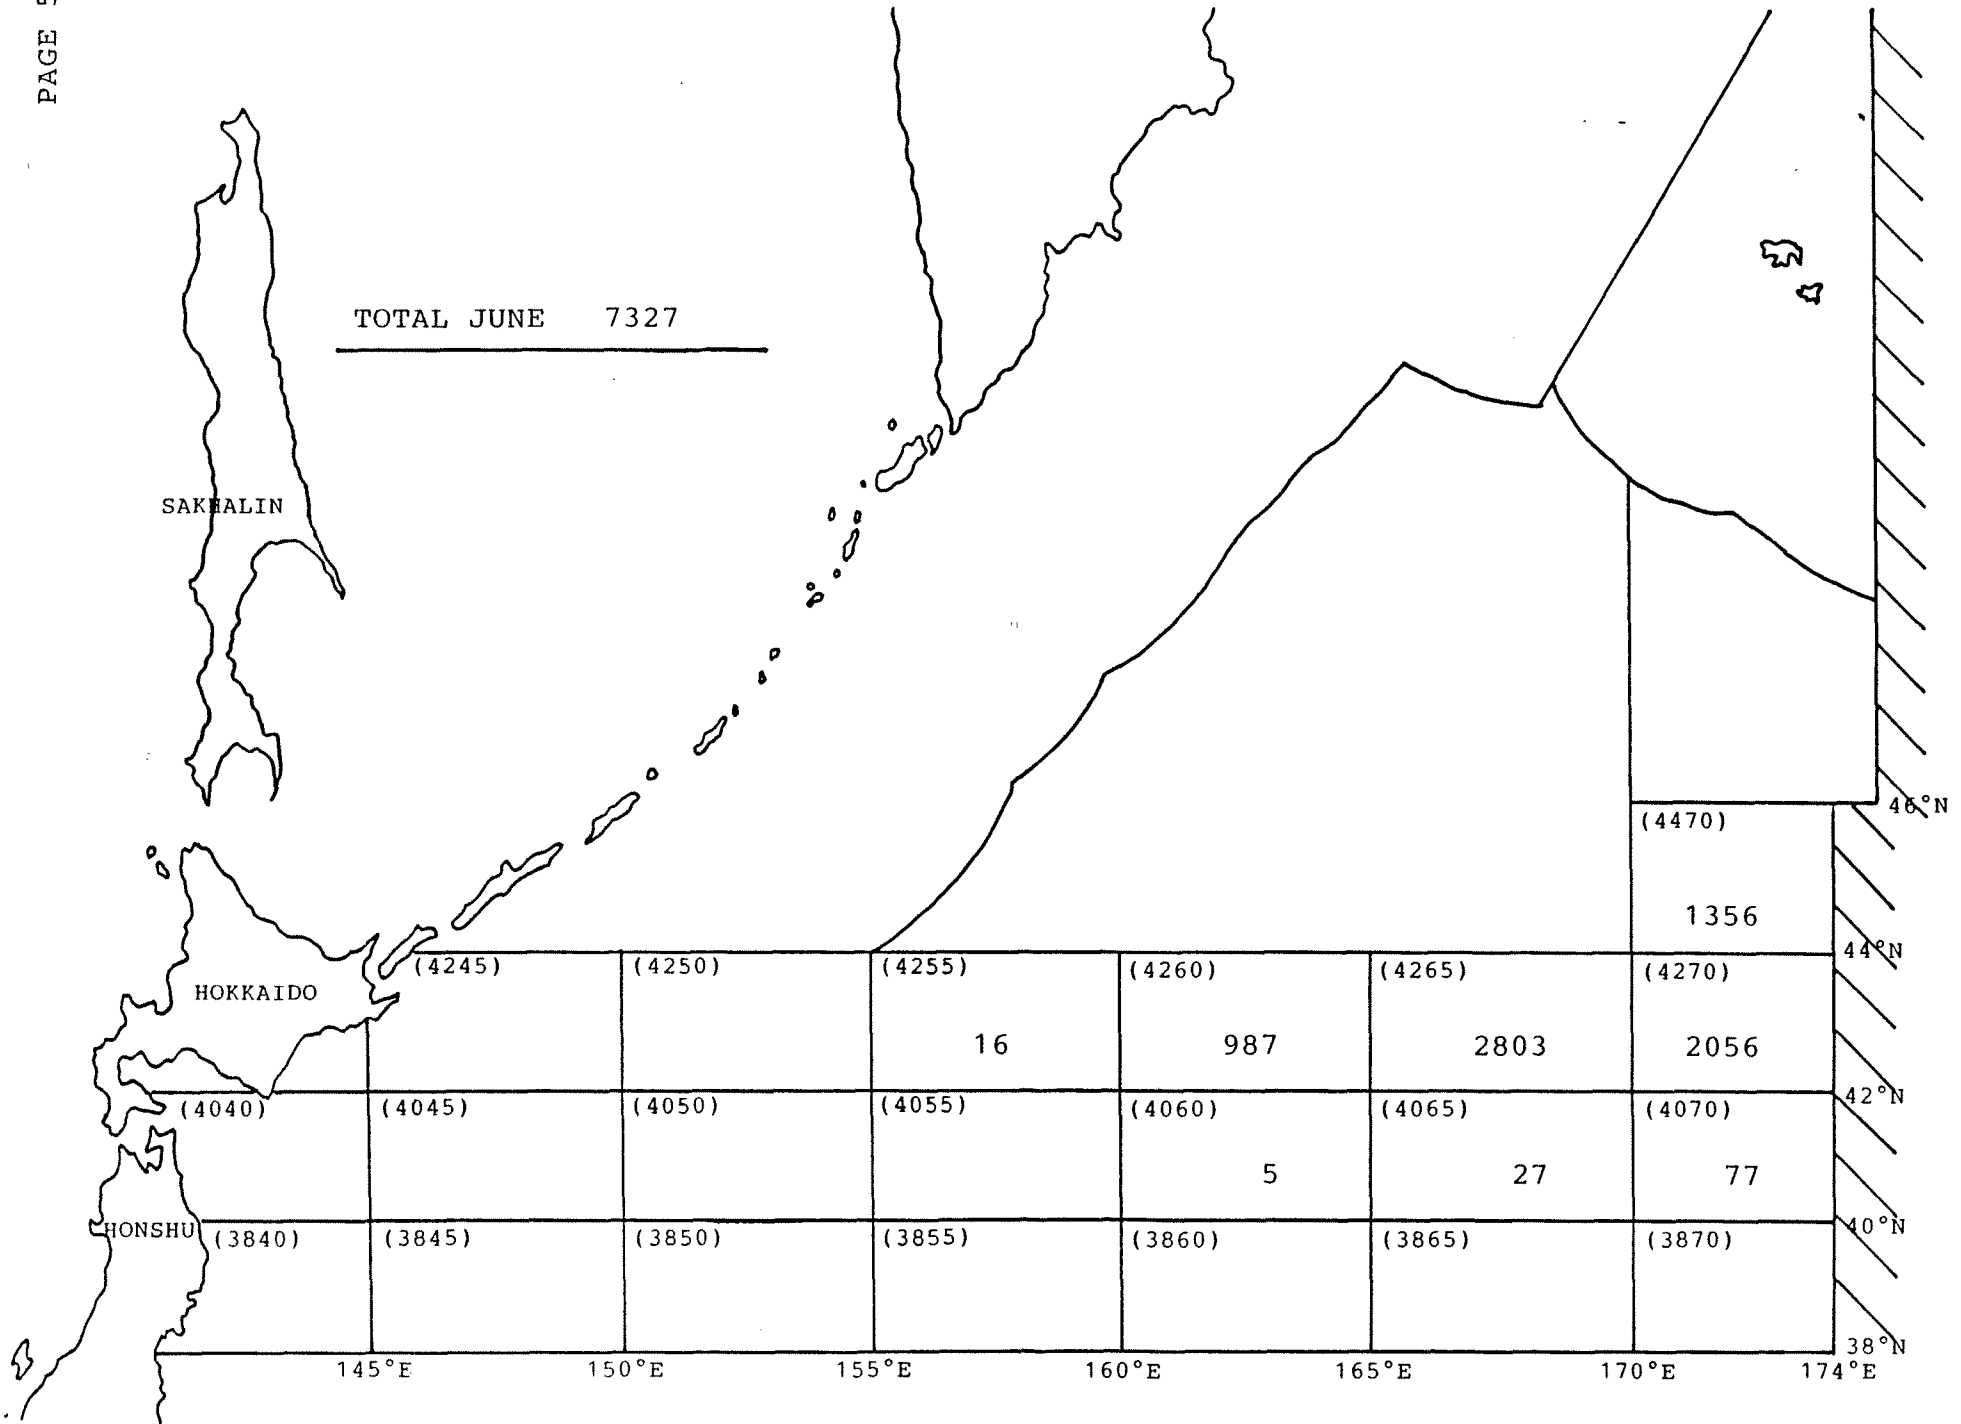 PAGE
TOTAL JUNE 7327
SAKHALIN
46°N
(4470)
1356
44°N
(4245) (4250) (4255) (4260) (4265) (4270)
HOKKAIDO
16 987 2803 2056
42°N
(4040) (4045) (4050) (4055) (4060) (4065) (4070)
5 27 77
40°N
HONSHU (3840) (3845) (3850) (3855) (3860) (3865) (3870)
38°N
145°E 150°E 155°E 160°E 165°E 170°E 174°E